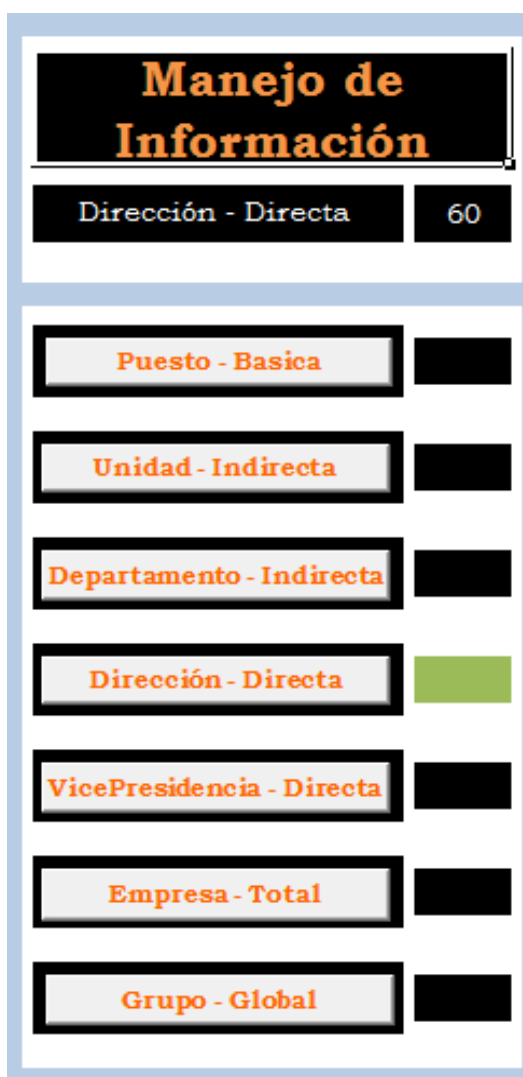 Manejo de
Información
Dirección - Directa 60
Puesto - Basica
Unidad - Indirecta
Departamento - Indirecta
Dirección - Directa
VicePresidencia - Directa
Empresa - Total
Grupo - Global